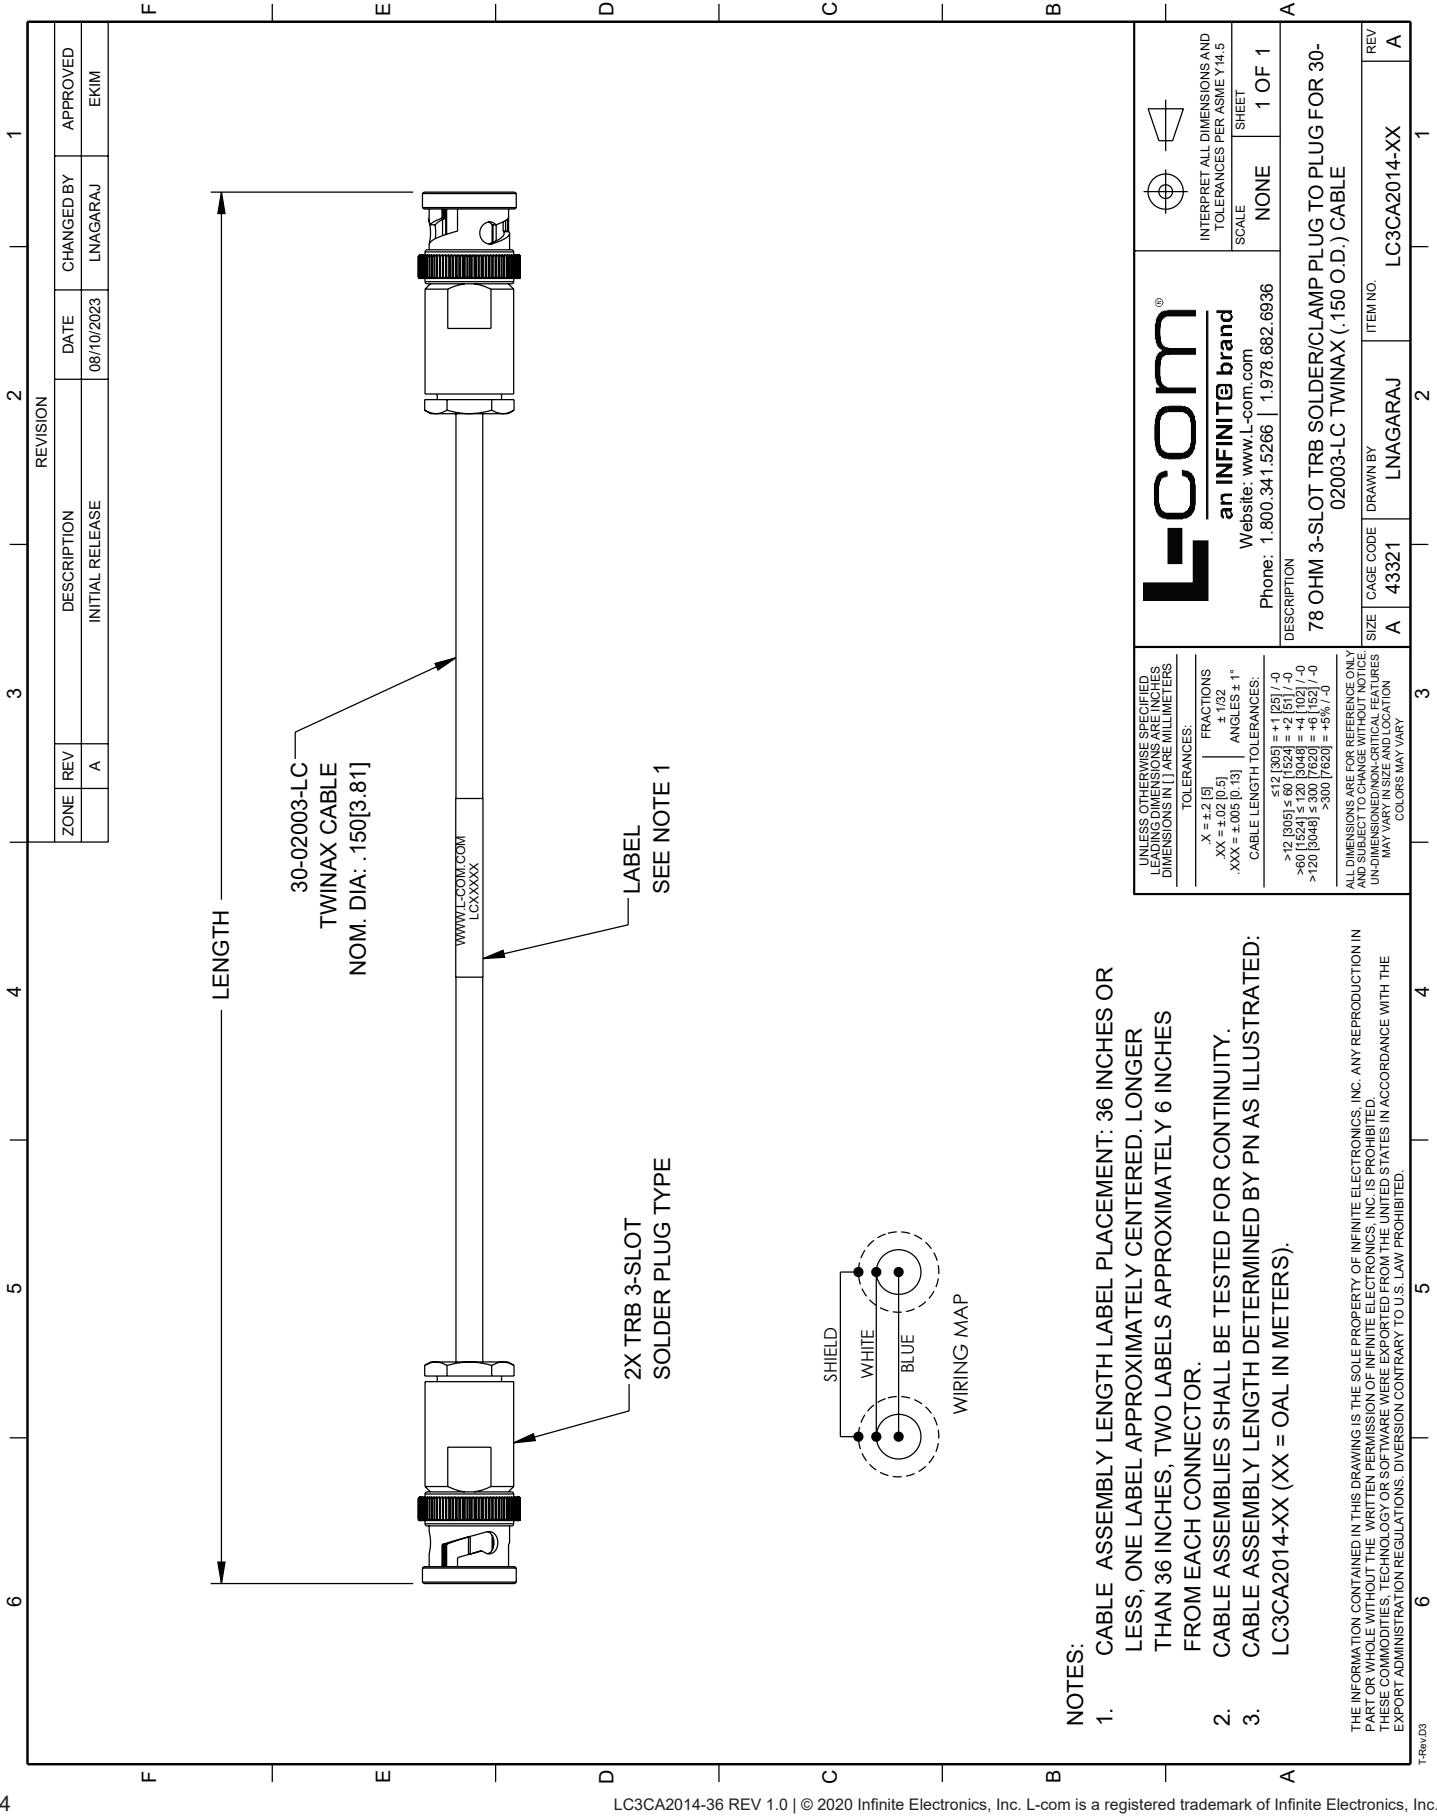 6
5
4
3
2
1
F
E
D
C
B
A
REVISION
ZONE REV DESCRIPTION DATE CHANGED BY APPROVED
A INITIAL RELEASE 08/10/2023 LNAGARAJ EKIM
LENGTH
30-02003-LC
TWINAX CABLE
NOM. DIA: .150[3.81]
WWW.L-COM.COM
LCXXXXX
LABEL
SEE NOTE 1
2X TRB 3-SLOT
SOLDER PLUG TYPE
SHIELD
WHITE
BLUE
WIRING MAP
NOTES:
1. CABLE ASSEMBLY LENGTH LABEL PLACEMENT: 36 INCHES OR
LESS, ONE LABEL APPROXIMATELY CENTERED. LONGER
THAN 36 INCHES, TWO LABELS APPROXIMATELY 6 INCHES
FROM EACH CONNECTOR.
2. CABLE ASSEMBLIES SHALL BE TESTED FOR CONTINUITY.
3. CABLE ASSEMBLY LENGTH DETERMINED BY PN AS ILLUSTRATED:
LC3CA2014-XX (XX = OAL IN METERS).
THE INFORMATION CONTAINED IN THIS DRAWING IS THE SOLE PROPERTY OF INFINITE ELECTRONICS, INC. ANY REPRODUCTION IN
PART OR WHOLE WITHOUT THE WRITTEN PERMISSION OF INFINITE ELECTRONICS, INC. IS PROHIBITED.
THESE COMMODITIES, TECHNOLOGY OR SOFTWARE WERE EXPORTED FROM THE UNITED STATES IN ACCORDANCE WITH THE
EXPORT ADMINISTRATION REGULATIONS. DIVERSION CONTRARY TO U.S. LAW PROHIBITED.
UNLESS OTHERWISE SPECIFIED
LEADING DIMENSIONS ARE INCHES
DIMENSIONS IN [ ] ARE MILLIMETERS
TOLERANCES:
.X = ±.2 [5] FRACTIONS
.XX = ±.02 [0.5] ± 1/32
.XXX = ±.005 [0.13] ANGLES ± 1°
CABLE LENGTH TOLERANCES:
≤12 [305] = +1 [25] / -0
>12 [305] ≤ 60 [1524] = +2 [51] / -0
>60 [1524] ≤ 120 [3048] = +4 [102] / -0
>120 [3048] ≤ 300 [7620] = +6 [152] / -0
>300 [7620] = +5% / -0
ALL DIMENSIONS ARE FOR REFERENCE ONLY
AND SUBJECT TO CHANGE WITHOUT NOTICE.
UN-DIMENSIONED/NON-CRITICAL FEATURES
MAY VARY IN SIZE AND LOCATION
COLORS MAY VARY
L-com®
an INFINITE brand
Website: www.L-com.com
Phone: 1.800.341.5266 | 1.978.682.6936
INTERPRET ALL DIMENSIONS AND
TOLERANCES PER ASME Y14.5
SCALE NONE
SHEET 1 OF 1
DESCRIPTION
78 OHM 3-SLOT TRB SOLDER/CLAMP PLUG TO PLUG FOR 30-
02003-LC TWINAX (.150 O.D.) CABLE
SIZE CAGE CODE DRAWN BY ITEM NO. REV
A 43321 LNAGARAJ LC3CA2014-XX A
F
E
D
C
B
A
6
5
4
3
2
1
T-Rev.D3
4
LC3CA2014-36 REV 1.0 | © 2020 Infinite Electronics, Inc. L-com is a registered trademark of Infinite Electronics, Inc.